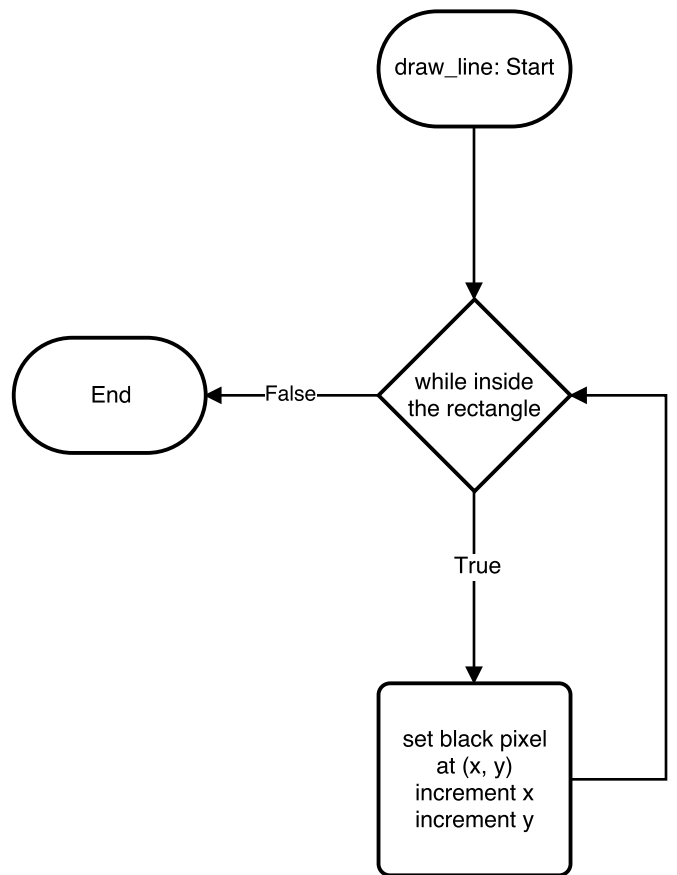 draw_line: Start
while inside
the rectangle
False
End
True
set black pixel
at (x, y)
increment x
increment y